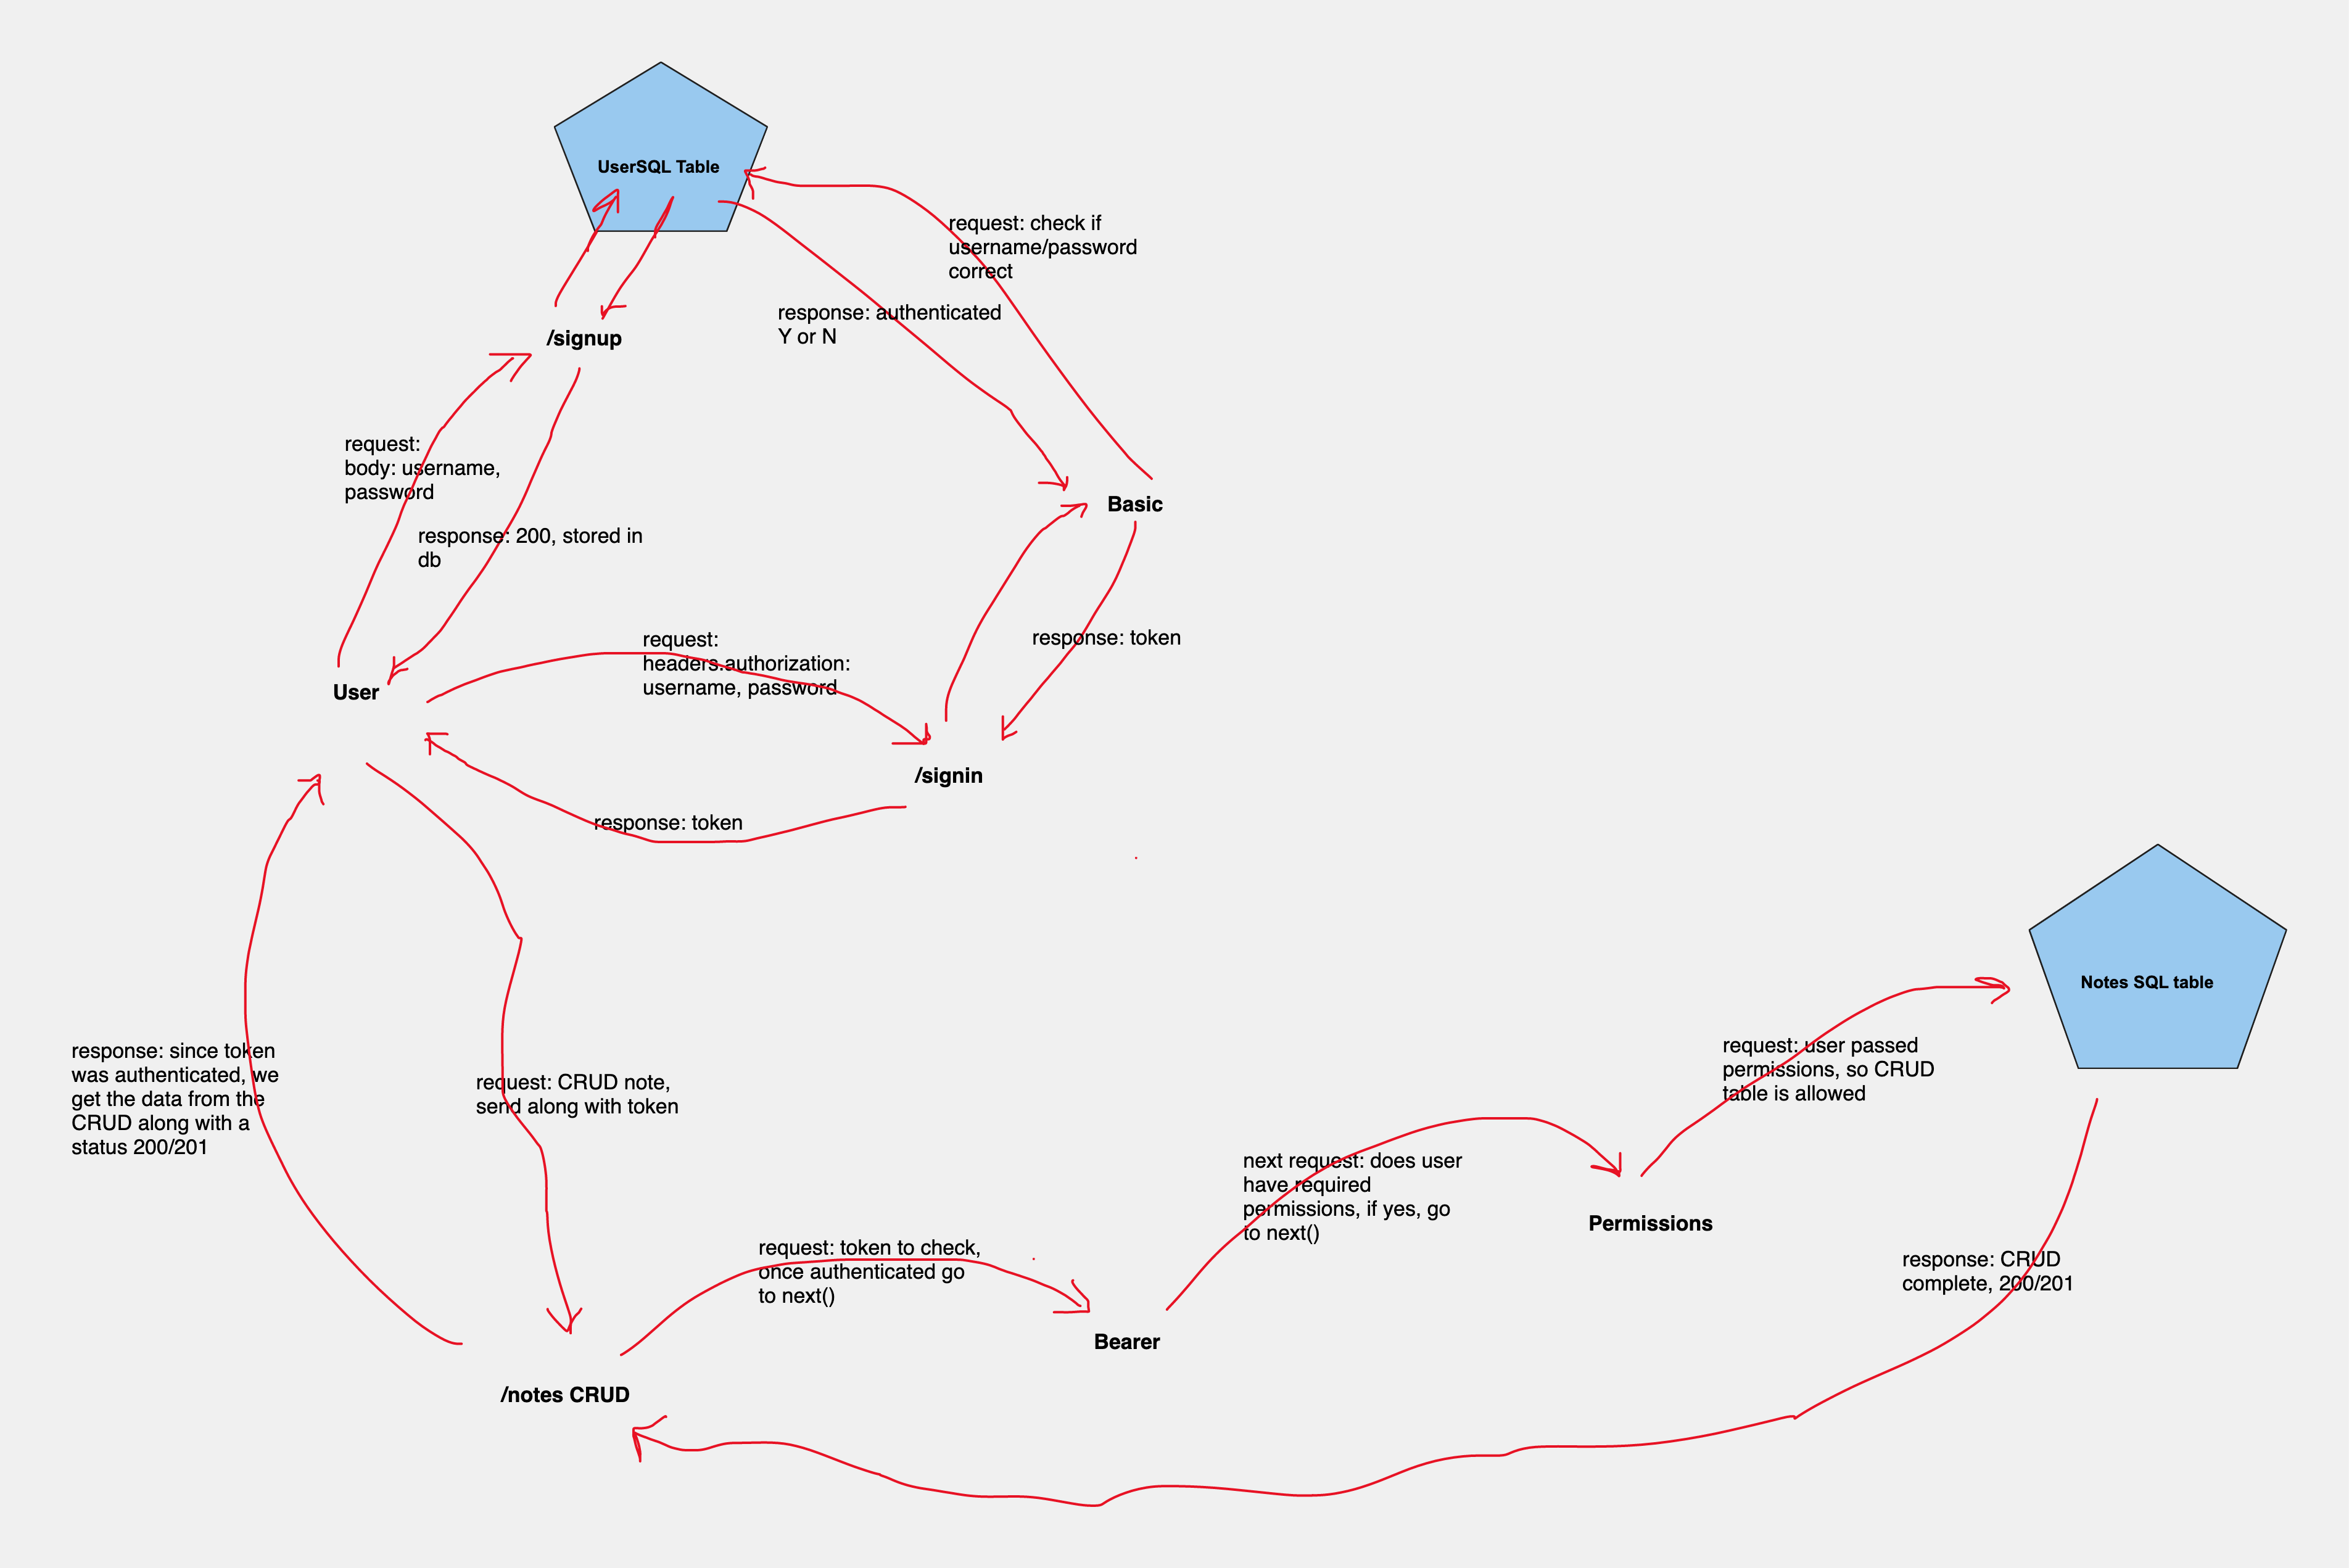 UserSQL Table
request: check if
username/password
correct
response: authenticated
Y or N
/signup
request:
body: username,
password
response: 200, stored in
db
Basic
request:
headers.authorization:
username, password
response: token
User
/signin
response: token
Notes SQL table
response: since token
was authenticated, we
get the data from the
CRUD along with a
status 200/201
request: CRUD note,
send along with token
request: user passed
permissions, so CRUD
table is allowed
next request: does user
have required
permissions, if yes, go
to next()
Permissions
request: token to check,
once authenticated go
to next()
response: CRUD
complete, 200/201
Bearer
/notes CRUD